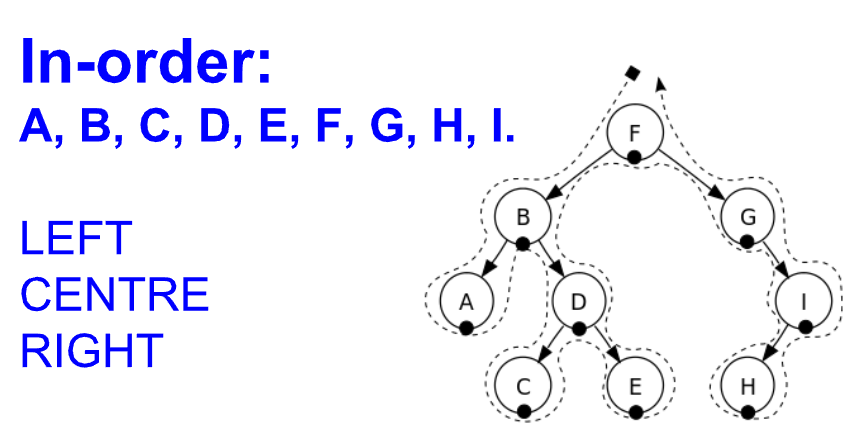 In-order:
A, B, C, D, E, F, G, H, I.
LEFT
CENTRE
RIGHT
F
B
G
A
D
I
C
E
H